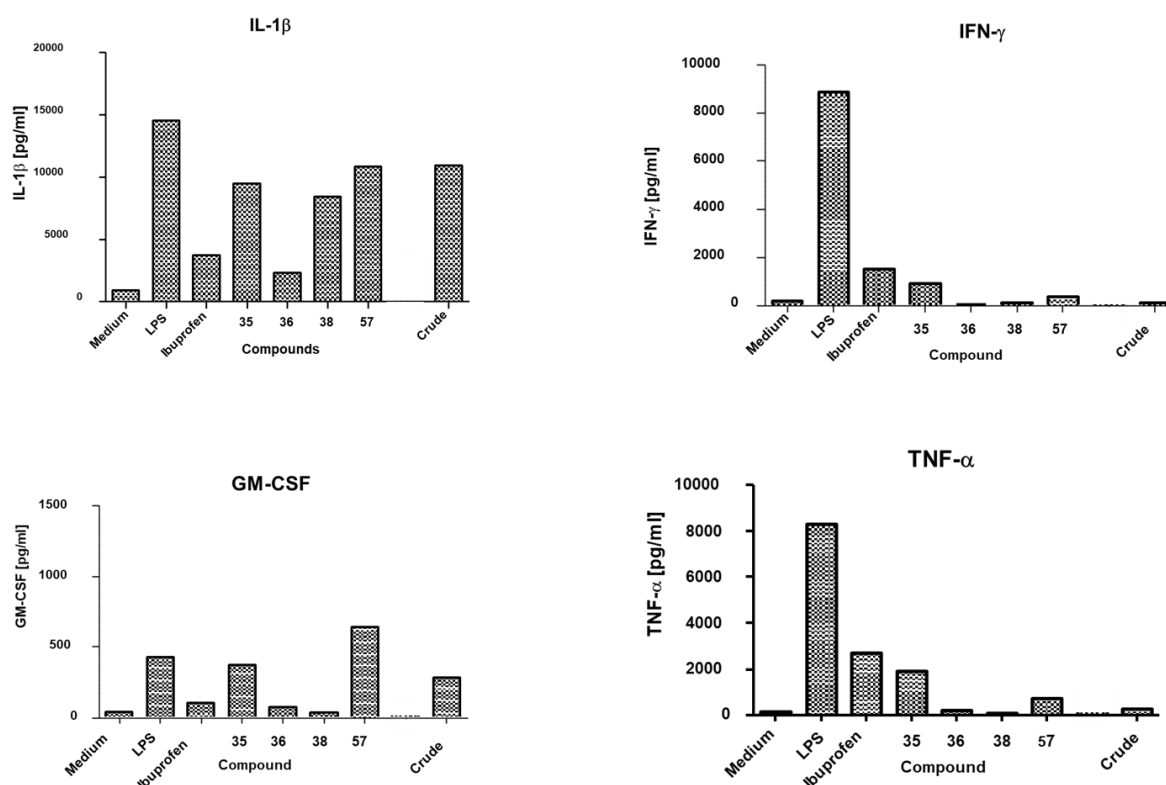 IL-1β
20000
15000
10000
5000
0
IL-1β [pg/ml]
Medium
LPS
Ibuprofen
35
36
38
57
Crude
Compounds
IFN-γ
10000
8000
6000
4000
2000
0
IFN-γ [pg/ml]
Medium
LPS
Ibuprofen
35
36
38
57
Crude
Compound
GM-CSF
1500
1000
500
0
GM-CSF [pg/ml]
Medium
LPS
Ibuprofen
35
36
38
57
Crude
Compound
TNF-α
10000
8000
6000
4000
2000
0
TNF-α [pg/ml]
Medium
LPS
Ibuprofen
35
36
38
57
Crude
Compound